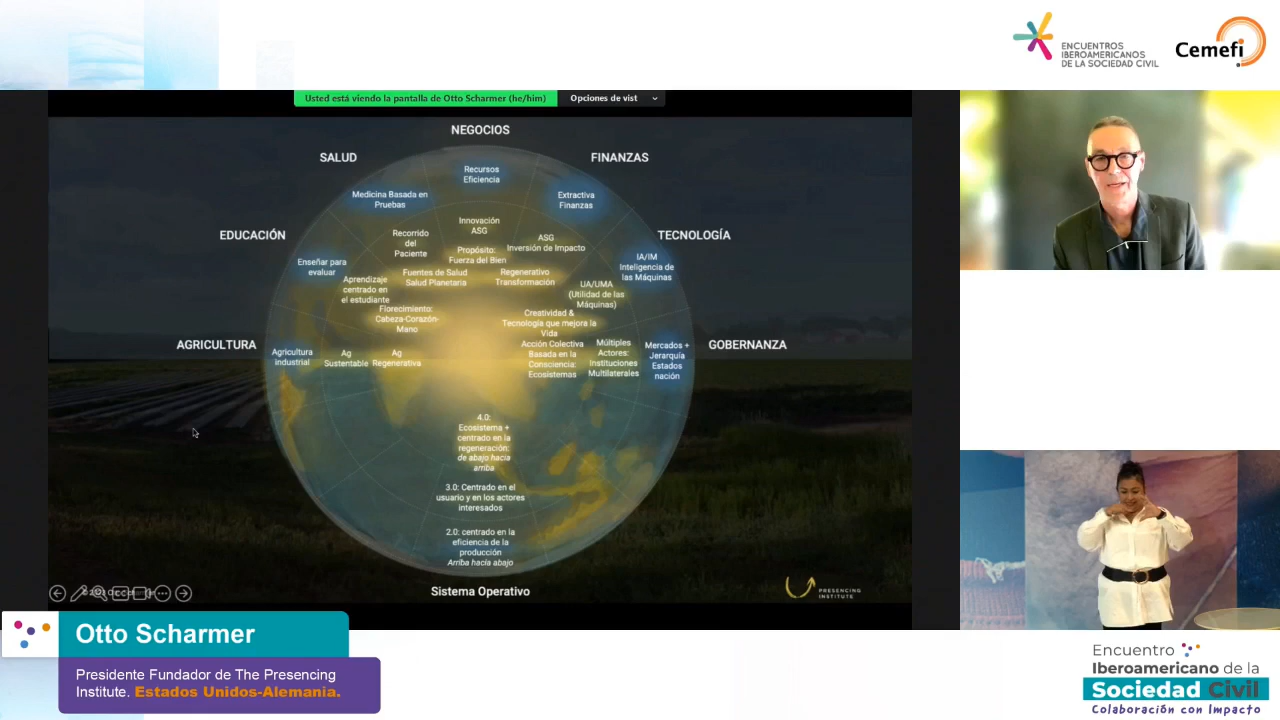 ENCUENTROS
IBEROAMERICANOS
DE LA SOCIEDAD CIVIL
Cemefi
Usted está viendo la pantalla de Otto Scharmer (he/him)
Opciones de vist
NEGOCIOS
SALUD
FINANZAS
EDUCACIÓN
TECNOLOGÍA
AGRICULTURA
GOBERNANZA
Recursos
Eficiencia
Medicina Basada en
Pruebas
Extractiva
Finanzas
Innovación
ASG
Recorrido
del
Paciente
ASG
Inversión de Impacto
Propósito:
Fuerza del Bien
Enseñar para
evaluar
IA/IM
Inteligencia de
las Máquinas
Fuentes de Salud
Salud Planetaria
Regenerativo
Transformación
Aprendizaje
centrado en
el estudiante
UA/UMA
(Utilidad de las
Máquinas)
Florecimiento:
Cabeza-Corazón-
Mano
Creatividad &
Tecnología que mejora la
Vida
Agricultura
Industrial
Ag
Sustentable
Ag
Regenerativa
Acción Colectiva
Basada en la
Consciencia:
Ecosistemas
Múltiples
Actores:
Instituciones
Multilaterales
Mercados +
Jerarquía
Estados
nación
4.0:
Ecosistema +
centrado en la
regeneración:
de abajo hacia
arriba
3.0: Centrado en el
usuario y en los actores
interesados
2.0: centrado en la
eficiencia de la
producción
Arriba hacia abajo
Sistema Operativo
PRESENCING
INSTITUTE
Otto Scharmer
Presidente Fundador de The Presencing
Institute. Estados Unidos-Alemania.
Encuentro
Iberoamericano de la
Sociedad Civil
Colaboración con Impacto